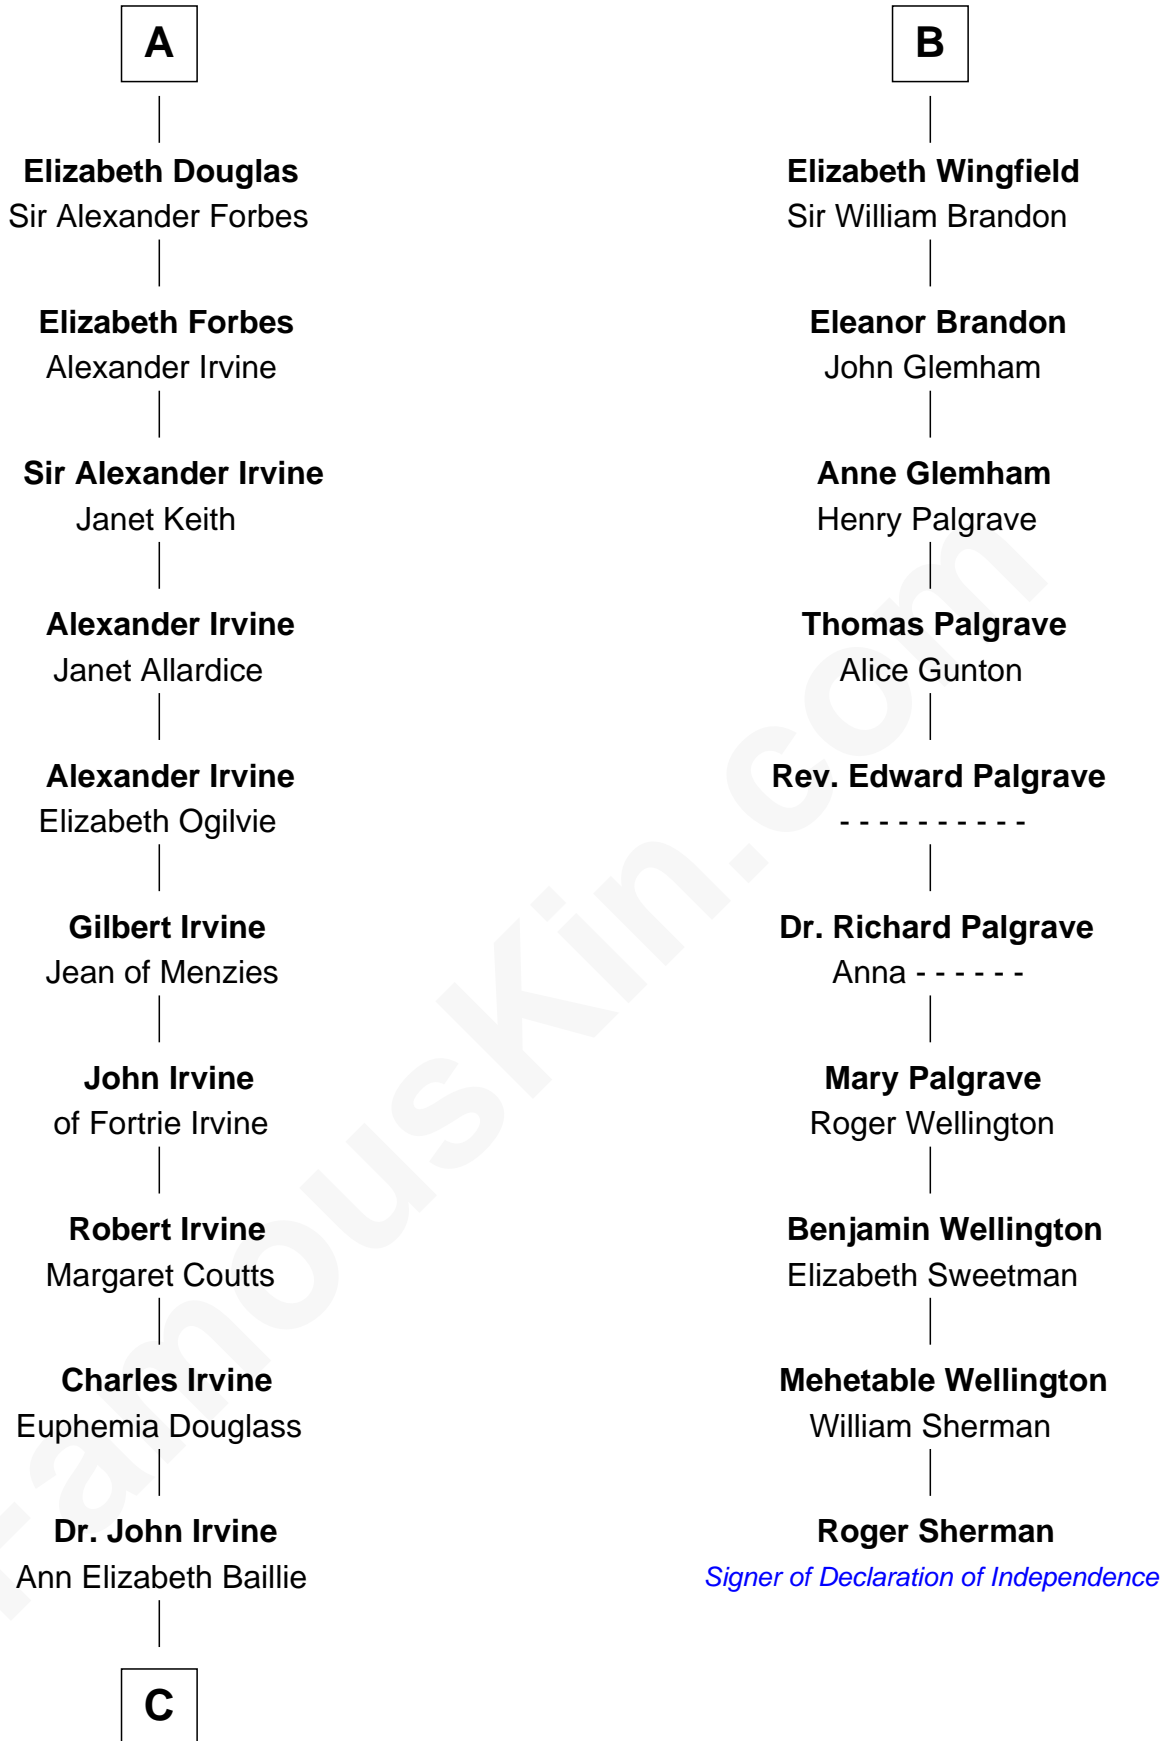 A
Elizabeth Douglas
Sir Alexander Forbes
Elizabeth Forbes
Alexander Irvine
Sir Alexander Irvine
Janet Keith
Alexander Irvine
Janet Allardice
Alexander Irvine
Elizabeth Ogilvie
Gilbert Irvine
Jean of Menzies
John Irvine
of Fortrie Irvine
Robert Irvine
Margaret Coutts
Charles Irvine
Euphemia Douglass
Dr. John Irvine
Ann Elizabeth Baillie
C
B
Elizabeth Wingfield
Sir William Brandon
Eleanor Brandon
John Glemham
Anne Glemham
Henry Palgrave
Thomas Palgrave
Alice Gunton
Rev. Edward Palgrave
- - - - - - - - - -
Dr. Richard Palgrave
Anna - - - - - -
Mary Palgrave
Roger Wellington
Benjamin Wellington
Elizabeth Sweetman
Mehetable Wellington
William Sherman
Roger Sherman
Signer of Declaration of Independence
FamousKin.com